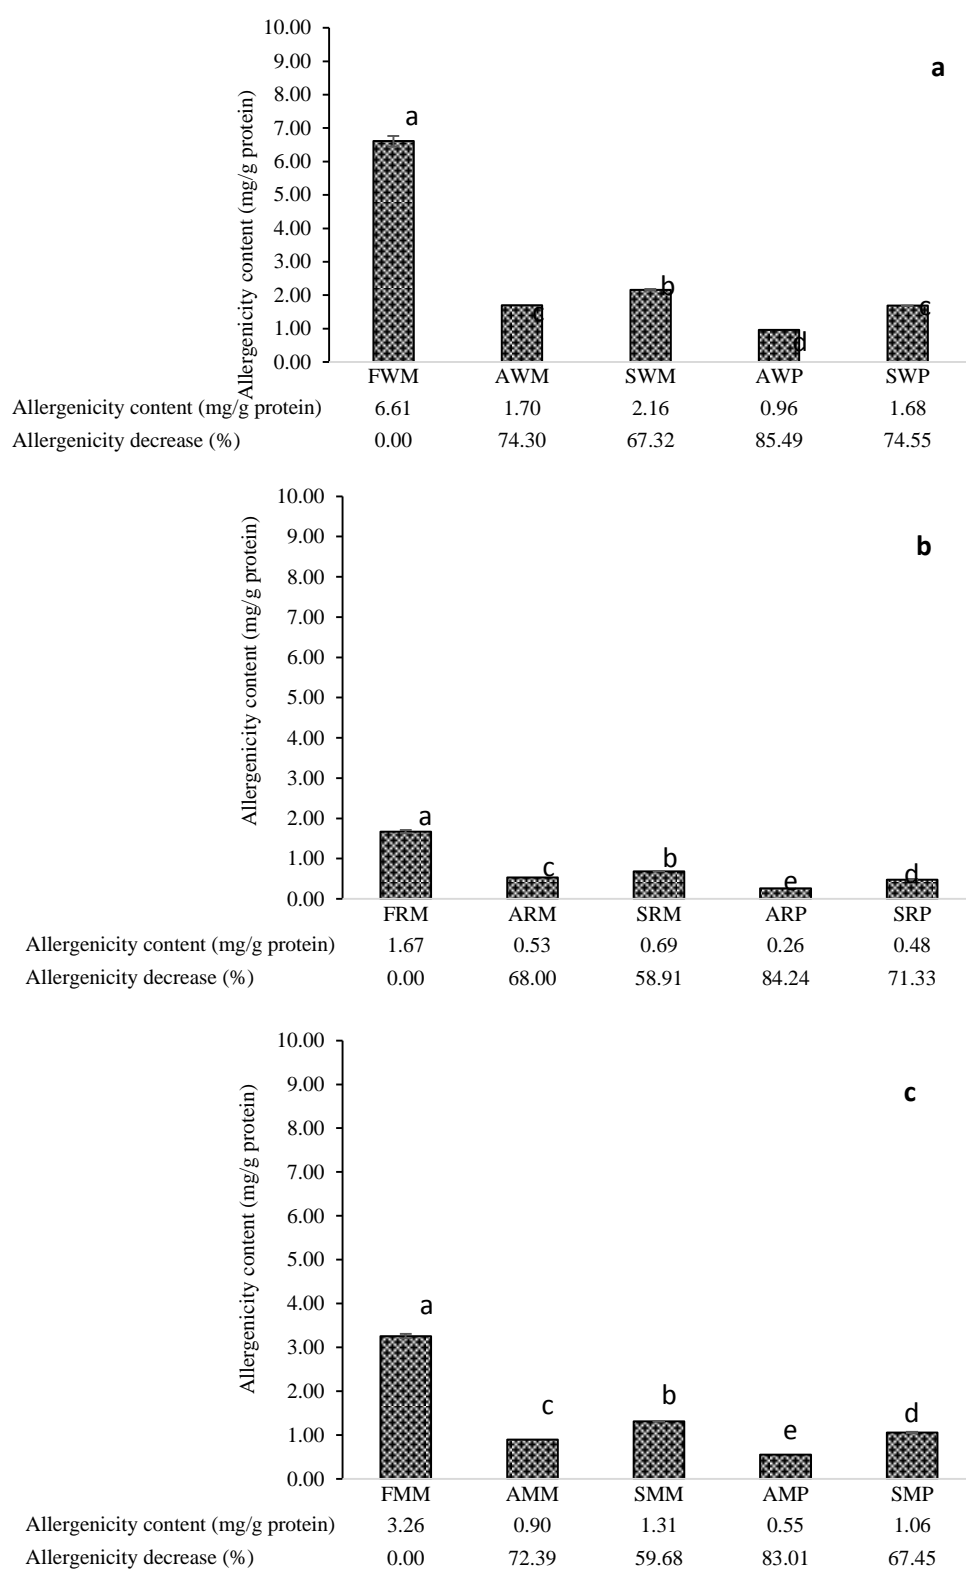 a
Allergenicity content (mg/g protein)
10.00
9.00
8.00
7.00
6.00
5.00
4.00
3.00
2.00
1.00
0.00
a
c
b
d
c
FWM AWM SWM AWP SWP
Allergenicity content (mg/g protein) 6.61 1.70 2.16 0.96 1.68
Allergenicity decrease (%) 0.00 74.30 67.32 85.49 74.55
b
Allergenicity content (mg/g protein)
10.00
9.00
8.00
7.00
6.00
5.00
4.00
3.00
2.00
1.00
0.00
a
c
b
e
d
FRM ARM SRM ARP SRP
Allergenicity content (mg/g protein) 1.67 0.53 0.69 0.26 0.48
Allergenicity decrease (%) 0.00 68.00 58.91 84.24 71.33
c
Allergenicity content (mg/g protein)
10.00
9.00
8.00
7.00
6.00
5.00
4.00
3.00
2.00
1.00
0.00
a
c
b
e
d
FMM AMM SMM AMP SMP
Allergenicity content (mg/g protein) 3.26 0.90 1.31 0.55 1.06
Allergenicity decrease (%) 0.00 72.39 59.68 83.01 67.45